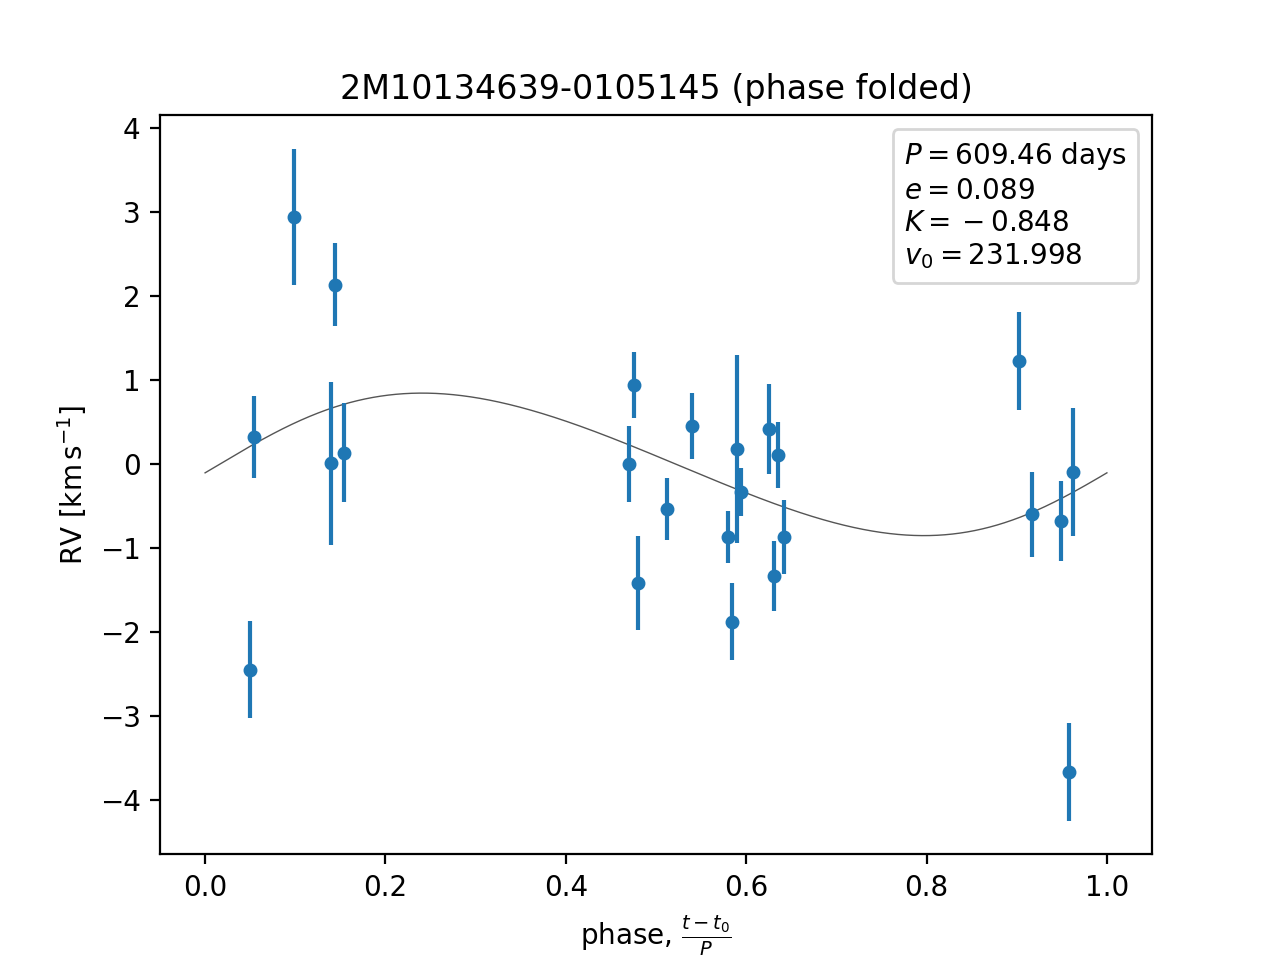 2M10134639-0105145 (phase folded)
P = 609.46 days
e = 0.089
K = −0.848
v₀ = 231.998
4
3
2
1
0
−1
−2
−3
−4
RV [km s⁻¹]
0.0 0.2 0.4 0.6 0.8 1.0
phase, (t − t₀)/P